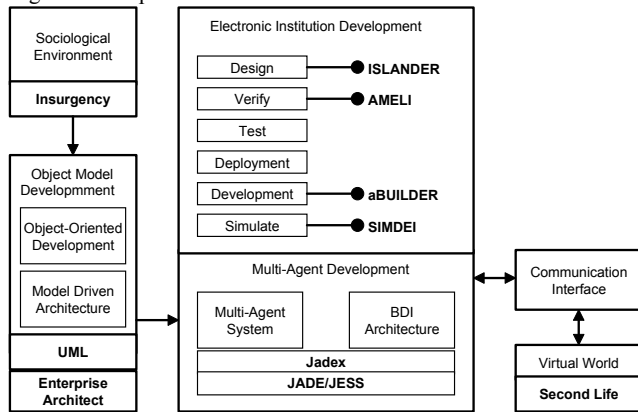 Sociological
Environment
Insurgency
Object Model
Developmment
Object-Oriented
Development
Model Driven
Architecture
UML
Enterprise
Architect
Electronic Institution Development
Design
ISLANDER
Verify
AMELI
Test
Deployment
Development
aBUILDER
Simulate
SIMDEI
Multi-Agent Development
Multi-Agent
System
BDI
Architecture
Jadex
JADE/JESS
Communication
Interface
Virtual World
Second Life